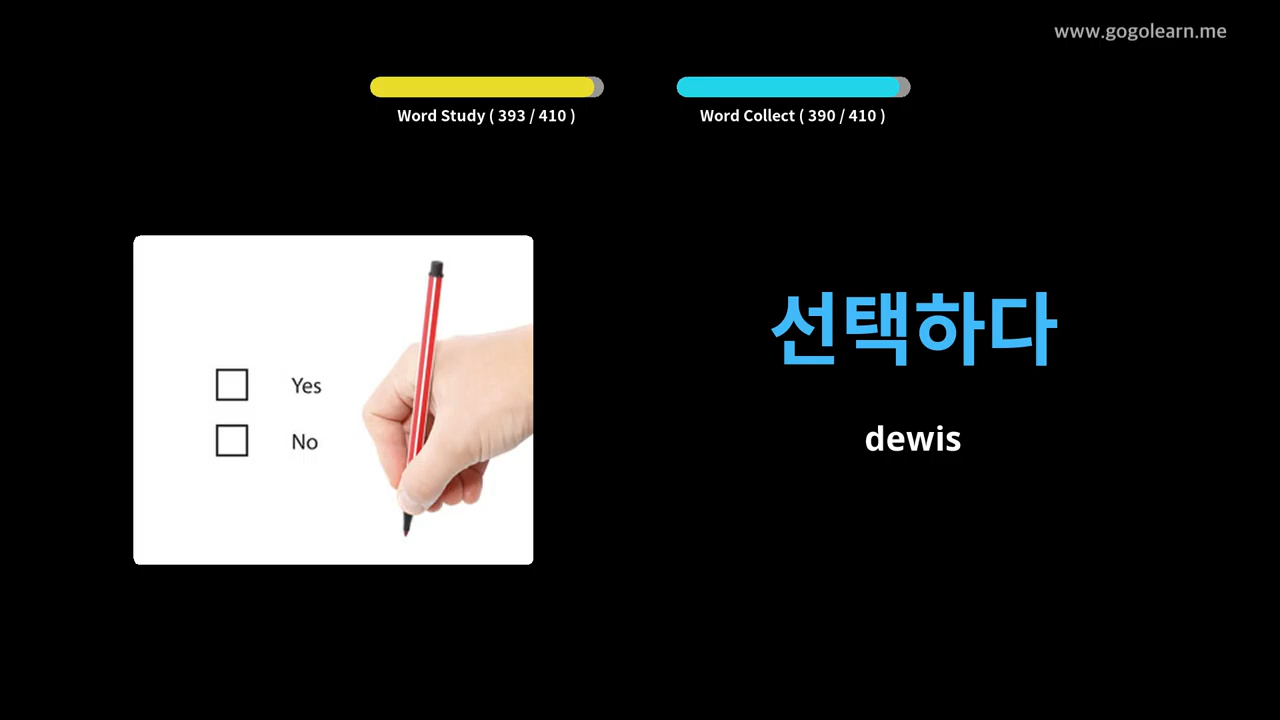 www.gogolearn.me
Word Study ( 393 / 410 )
Word Collect ( 390 / 410 )
선택하다
dewis
Yes
No